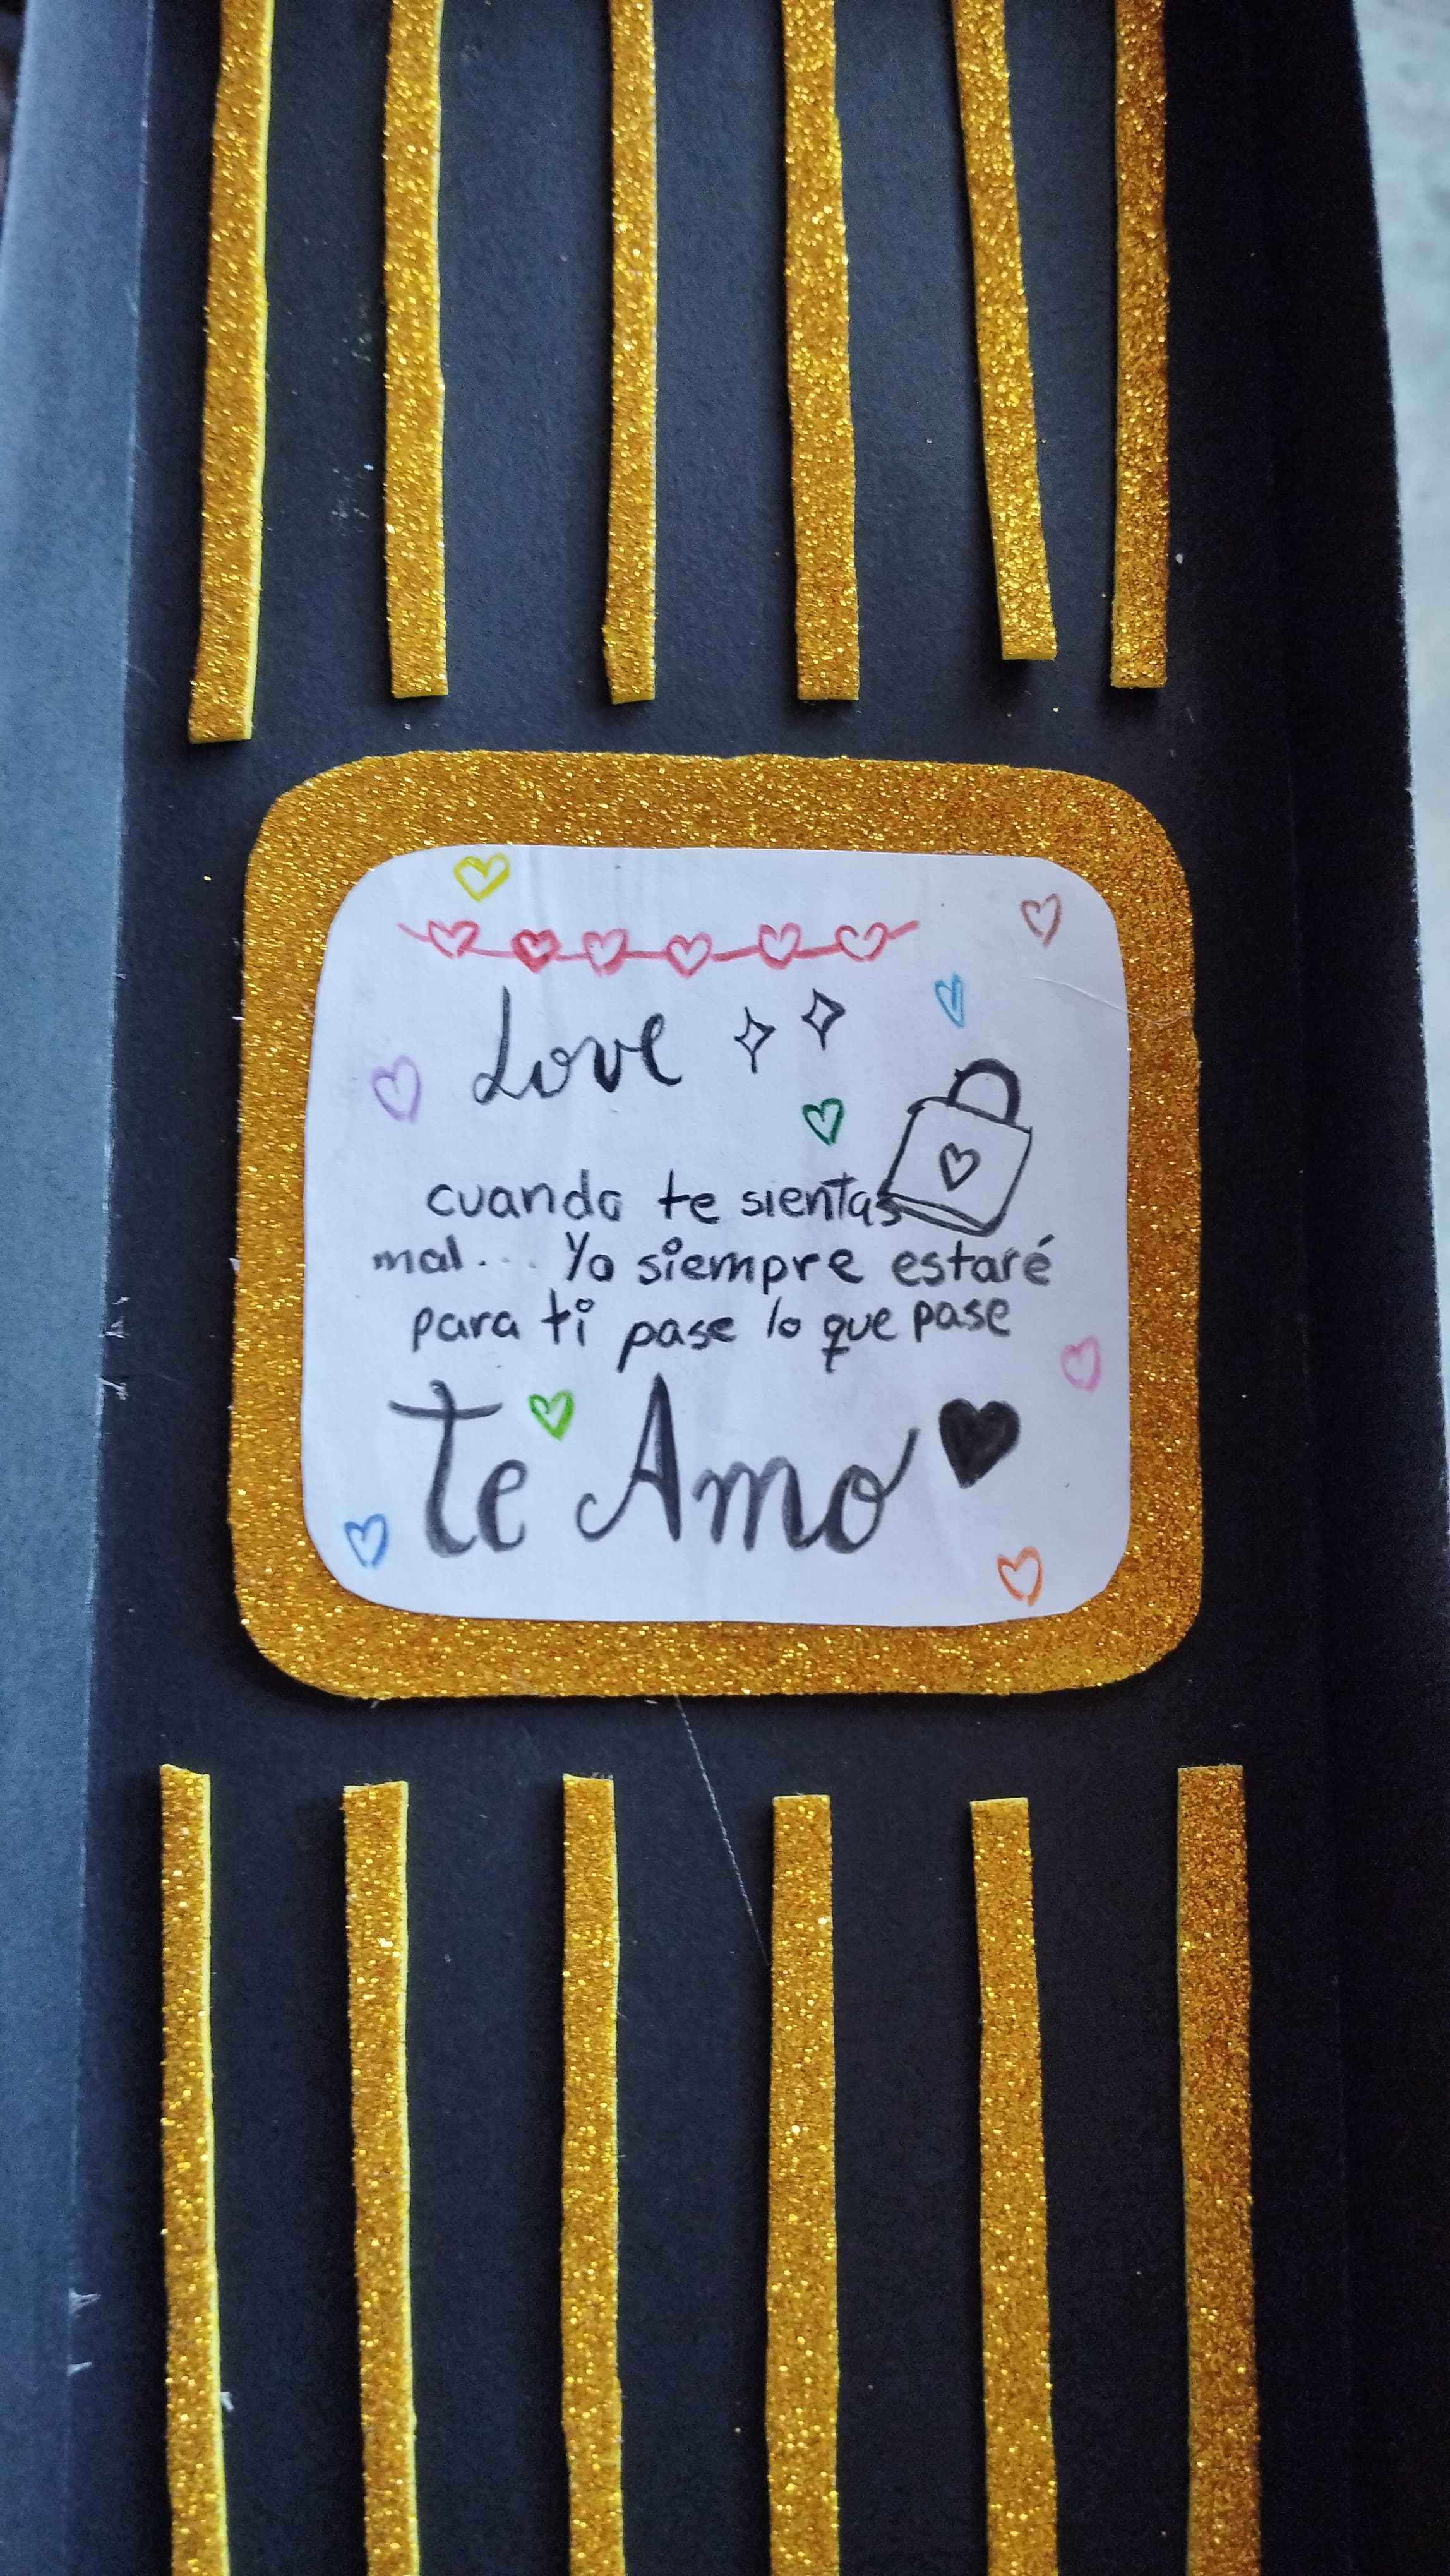 Love
cuando te sientas
mal.... Yo siempre estaré
para ti pase lo que pase
te Amo